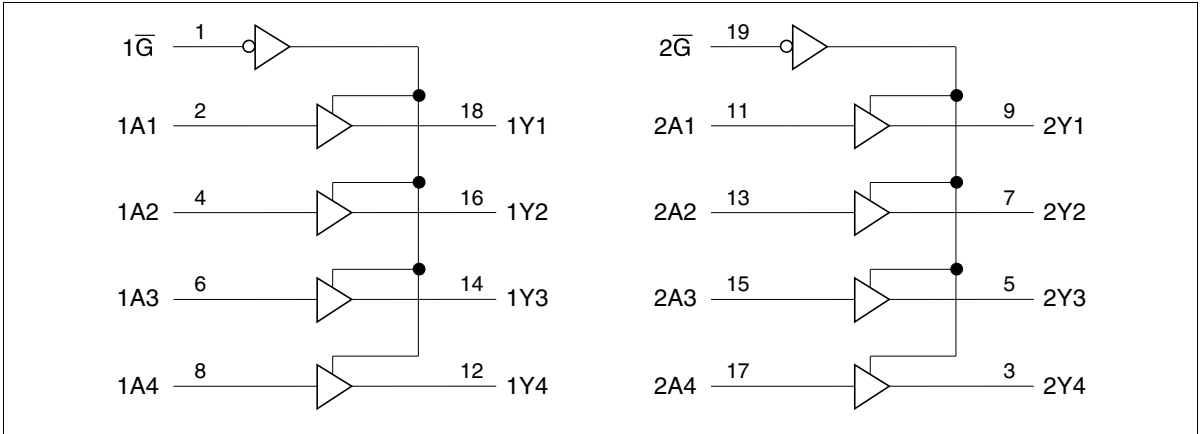 1G̅ 1
1A1 2 18 1Y1
1A2 4 16 1Y2
1A3 6 14 1Y3
1A4 8 12 1Y4
2G̅ 19
2A1 11 9 2Y1
2A2 13 7 2Y2
2A3 15 5 2Y3
2A4 17 3 2Y4